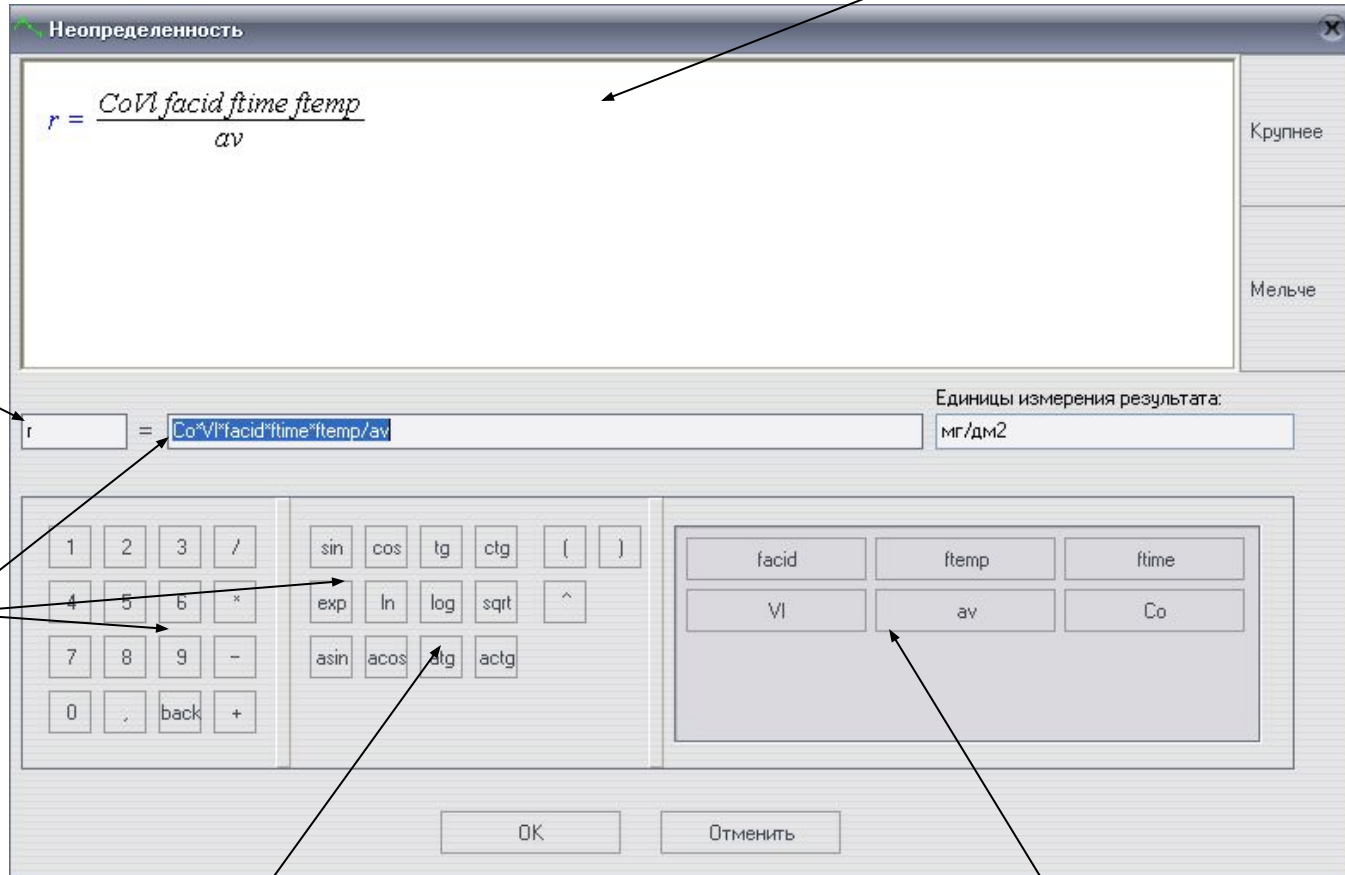 Неопределенность
r = CoVl facid ftime ftemp
av
Крупнее
Мельче
Единицы измерения результата:
r = Co*Vl*facid*ftime*ftemp/av мг/дм2
1 2 3 / sin cos tg ctg ( ) facid ftemp ftime
4 5 6 * exp ln log sqrt ^ Vl av Co
7 8 9 - asin acos atg actg
0 , back +
OK Отменить